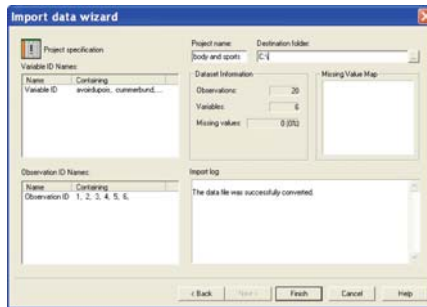 Import data wizard
Project specification
Project name:
Destination folder:
body and sports
C:\
...
Variable ID Names:
Name Containing
Variable ID avoirdupois, cummerbund,...
Dataset Information
Observations: 20
Variables: 6
Missing values: 0 (0%)
Missing Value Map
Observation ID Names:
Name Containing
Observation ID 1, 2, 3, 4, 5, 6,
Import log:
The data file was successfully converted.
< Back
Next >
Finish
Cancel
Help